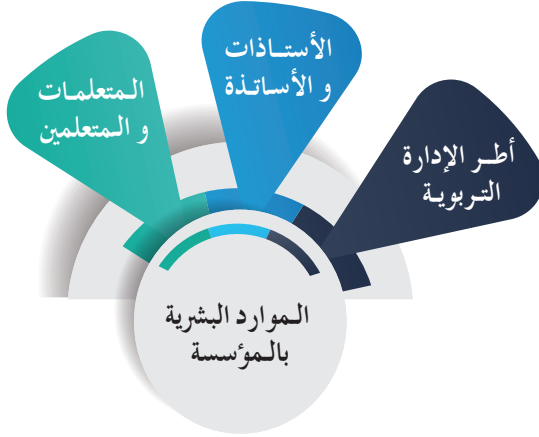 الأستاذات
و الأساتذة
المتعلمات
و المتعلمين
أطر الإدارة
التربوية
الموارد البشرية
بالمؤسسة